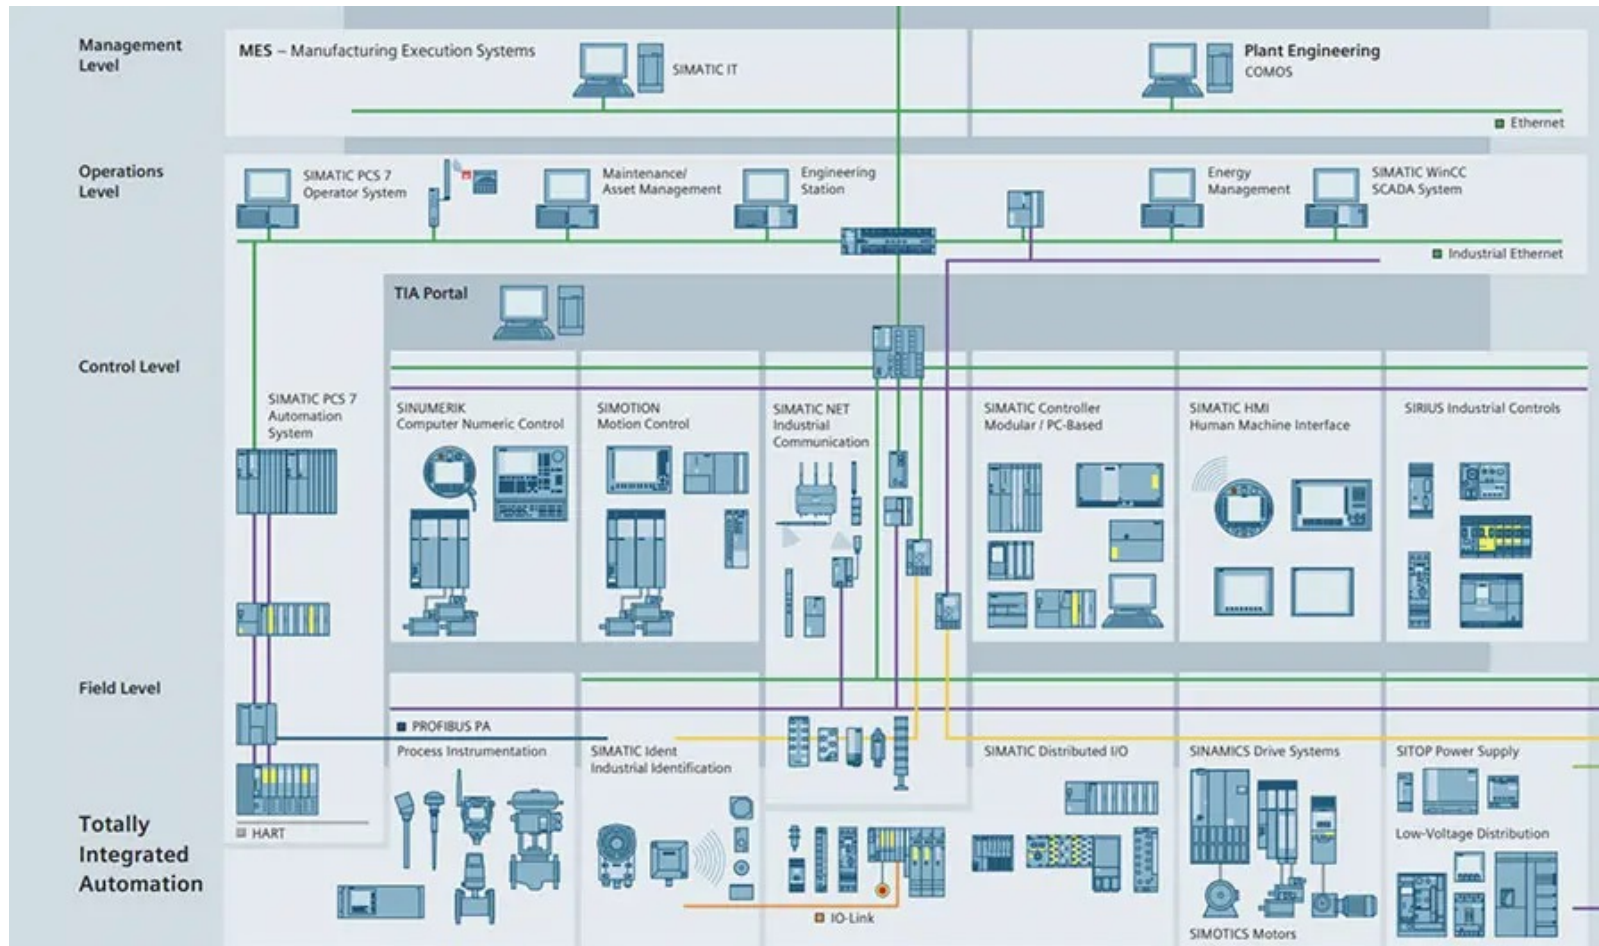 Management
Level
MES – Manufacturing Execution Systems
SIMATIC IT
Plant Engineering
COMOS
Ethernet
Operations
Level
SIMATIC PCS 7
Operator System
Maintenance/
Asset Management
Engineering
Station
Energy
Management
SIMATIC WinCC
SCADA System
Industrial Ethernet
TIA Portal
Control Level
SIMATIC PCS 7
Automation
System
SINUMERIK
Computer Numeric Control
SIMOTION
Motion Control
SIMATIC NET
Industrial
Communication
SIMATIC Controller
Modular / PC-Based
SIMATIC HMI
Human Machine Interface
SIRIUS Industrial Controls
Field Level
PROFIBUS PA
Process Instrumentation
SIMATIC Ident
Industrial Identification
SIMATIC Distributed I/O
SINAMICS Drive Systems
SITOP Power Supply
Totally
Integrated
Automation
HART
Low-Voltage Distribution
IO-Link
SIMOTICS Motors